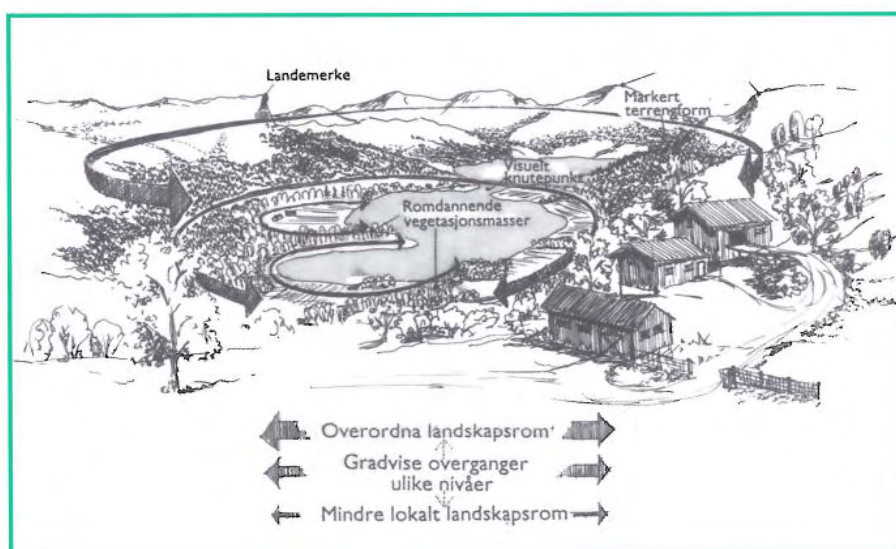 Landemerke
Markert
terrengform
Visuelt
knutepunkt
Romdannende
vegetasjonsmasser
Overordna landskapsrom
Gradvise overganger
ulike nivåer
Mindre lokalt landskapsrom